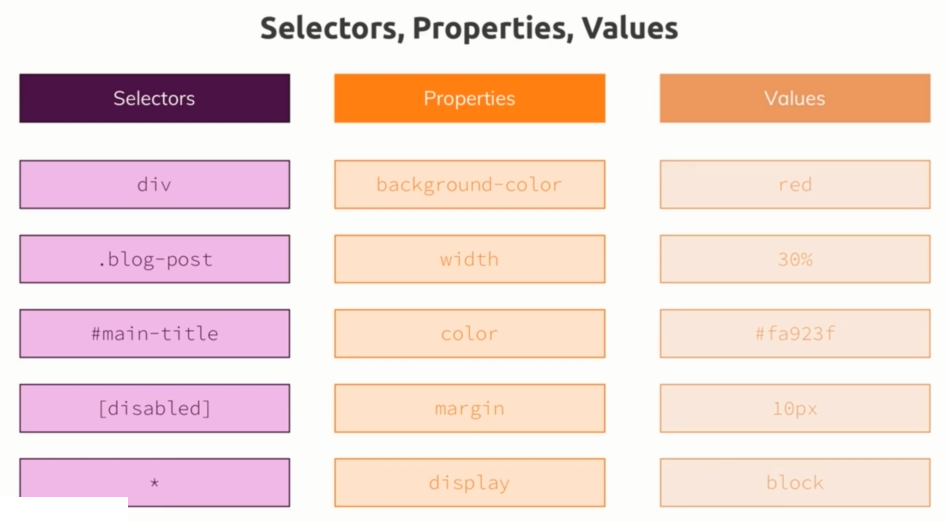 Selectors, Properties, Values
Selectors Properties Values
div background-color red
.blog-post width 30%
#main-title color #fa923f
[disabled] margin 10px
* display block